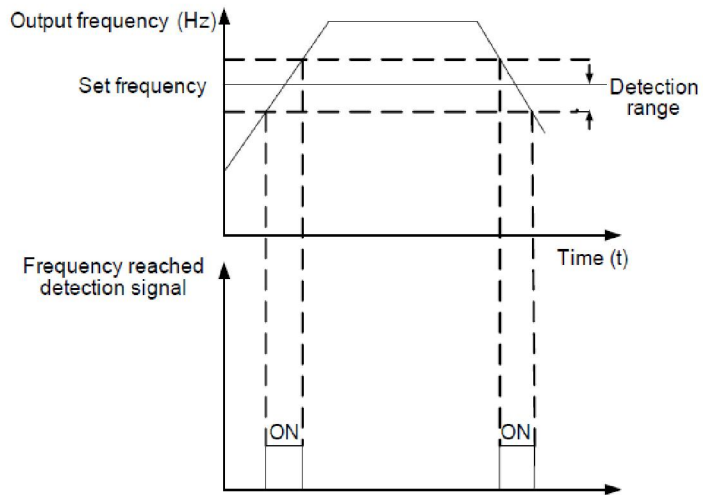 Output frequency (Hz)
Set frequency
Detection
range
Time (t)
Frequency reached
detection signal
ON
ON